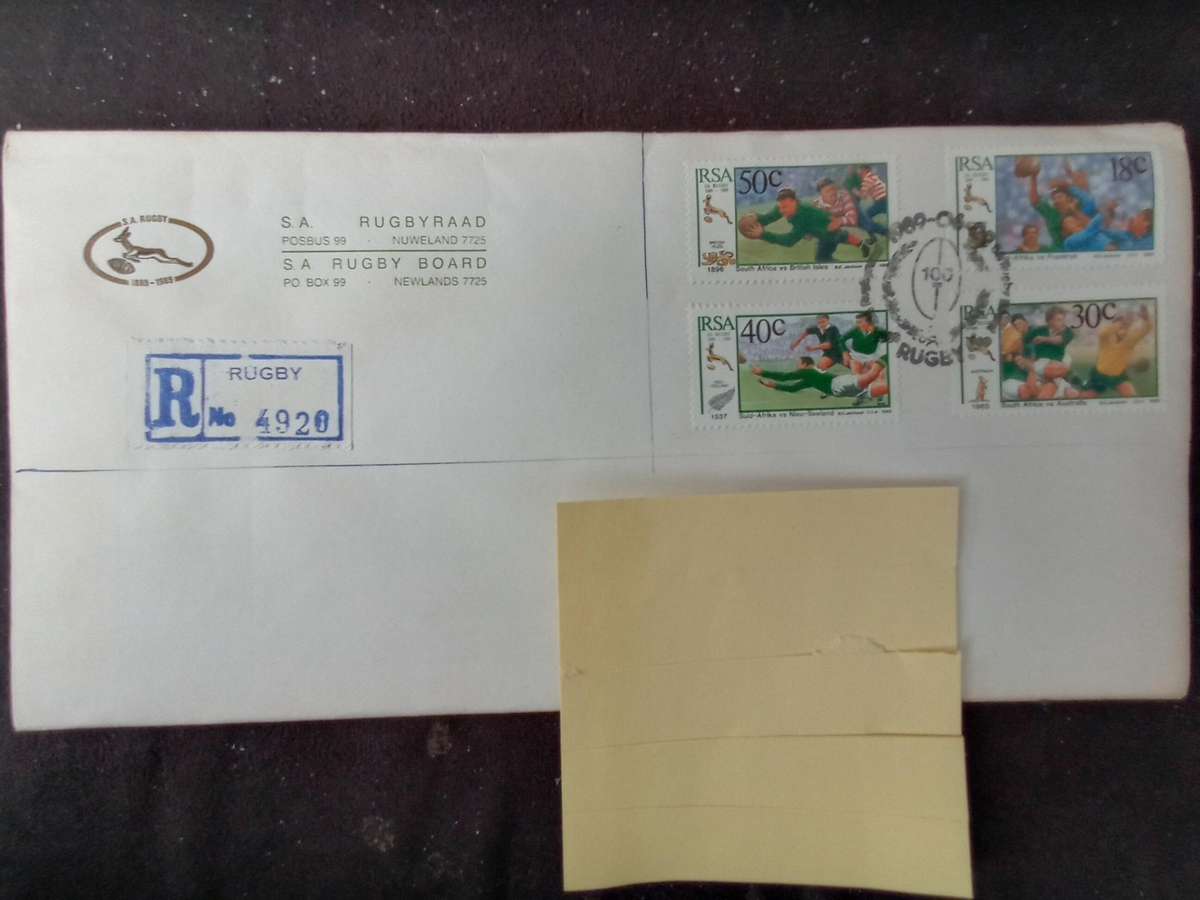 S.A. RUGBY
1889-1989
S.A. RUGBYRAAD
POSBUS 99 · NUWELAND 7725
S.A. RUGBY BOARD
PO BOX 99 · NEWLANDS 7725
R RUGBY
No 4920
RSA 50c
1896 South Africa vs British Isles
RSA 18c
RSA 40c
1937 Suid-Afrika vs Nieu-Seeland
RSA 30c
South Africa vs Australia
100
RUGBY